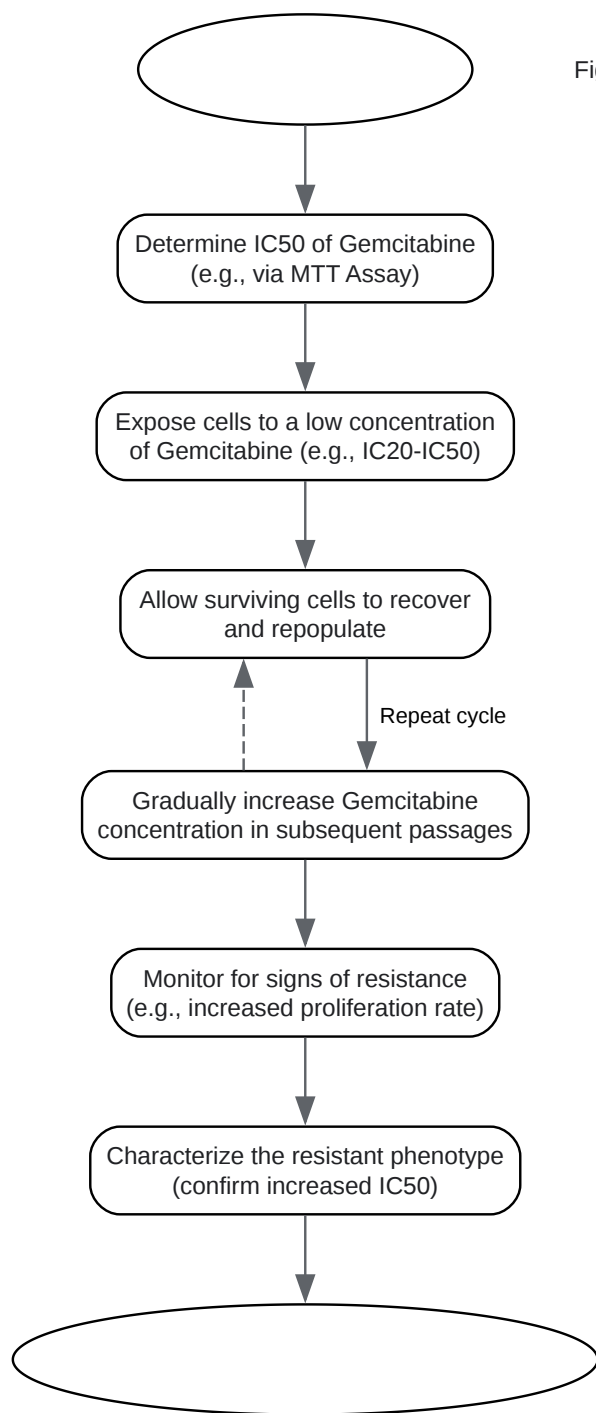 Determine IC50 of Gemcitabine
(e.g., via MTT Assay)
Expose cells to a low concentration
of Gemcitabine (e.g., IC20-IC50)
Allow surviving cells to recover
and repopulate
Repeat cycle
Gradually increase Gemcitabine
concentration in subsequent passages
Monitor for signs of resistance
(e.g., increased proliferation rate)
Characterize the resistant phenotype
(confirm increased IC50)